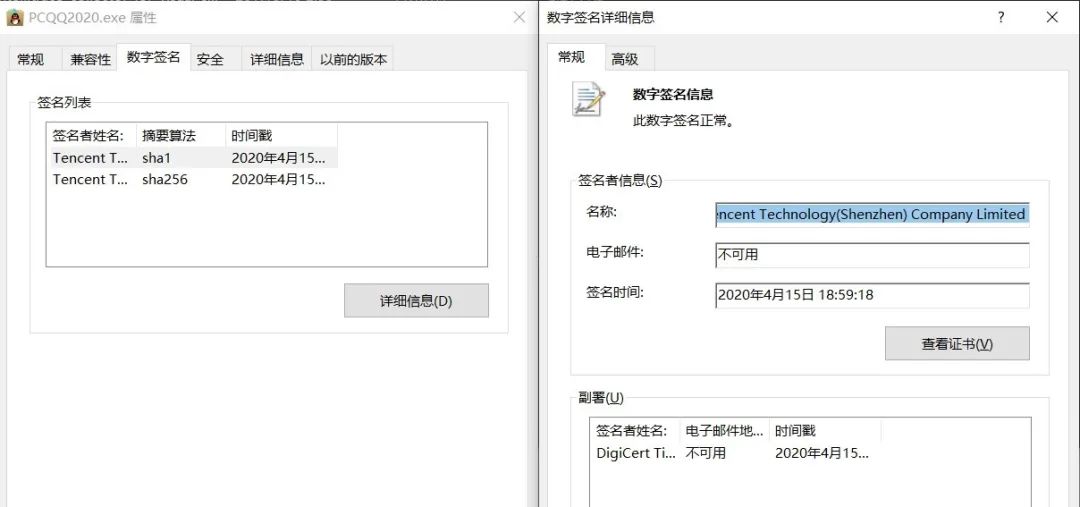 PCQQ2020.exe 属性
常规 兼容性 数字签名 安全 详细信息 以前的版本
签名列表
签名者姓名: 摘要算法 时间戳
Tencent T... sha1 2020年4月15...
Tencent T... sha256 2020年4月15...
详细信息(D)
数字签名详细信息 ?
常规 高级
数字签名信息
此数字签名正常。
签名者信息(S)
名称: encent Technology(Shenzhen) Company Limited
电子邮件: 不可用
签名时间: 2020年4月15日 18:59:18
查看证书(V)
副署(U)
签名者姓名: 电子邮件地... 时间戳
DigiCert Ti... 不可用 2020年4月15...